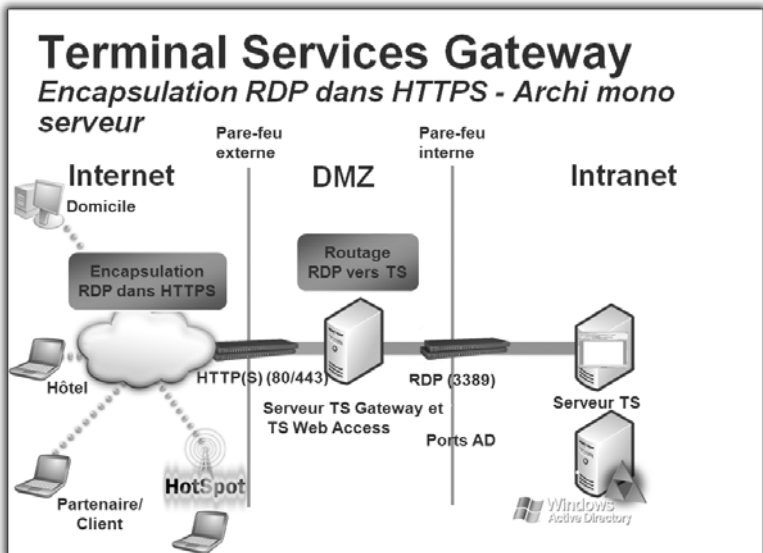 Terminal Services Gateway
Encapsulation RDP dans HTTPS - Archi mono
serveur
Pare-feu
externe
Pare-feu
interne
Internet
DMZ
Intranet
Domicile
Encapsulation
RDP dans HTTPS
Routage
RDP vers TS
Hôtel
HTTP(S) (80/443)
RDP (3389)
Serveur TS Gateway et
TS Web Access
Serveur TS
Ports AD
Partenaire/
Client
HotSpot
Windows
Active Directory